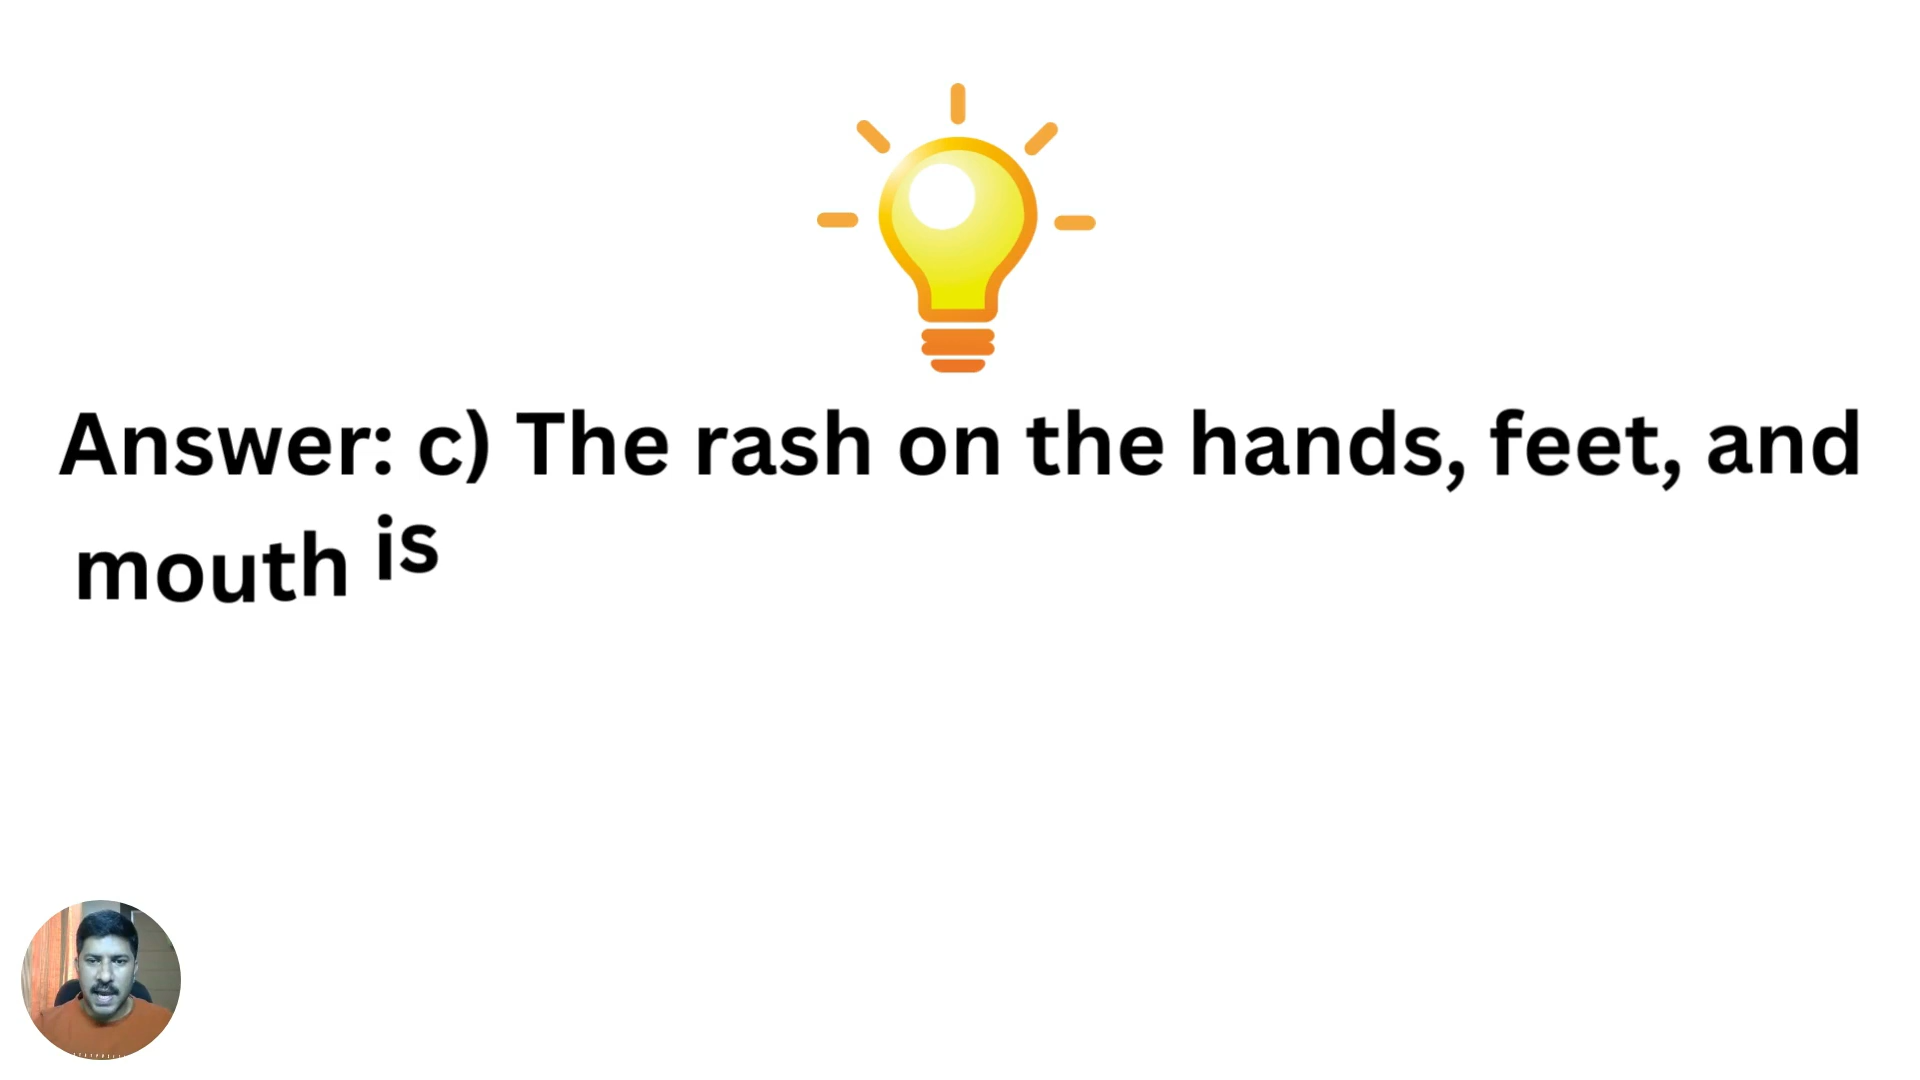 Answer: c) The rash on the hands, feet, and
mouth is